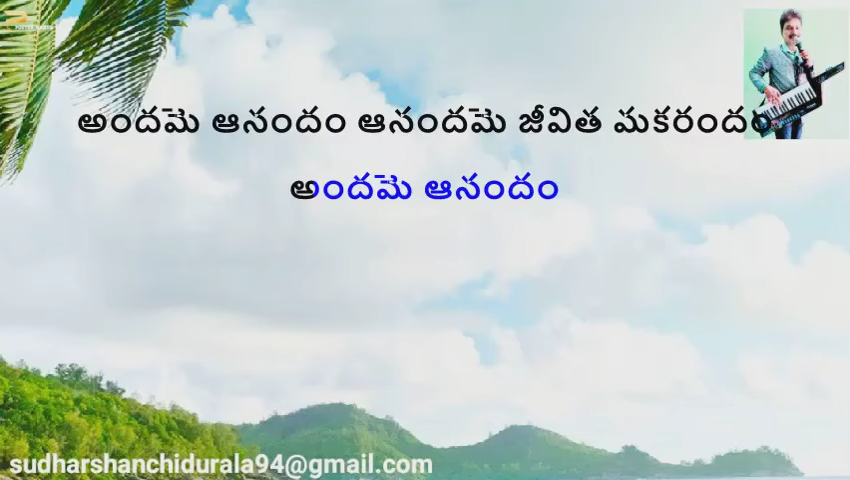 అందమె ఆనందం ఆనందమె జీవిత మకరందం
అందమె ఆనందం
sudharshanchidurala94@gmail.com